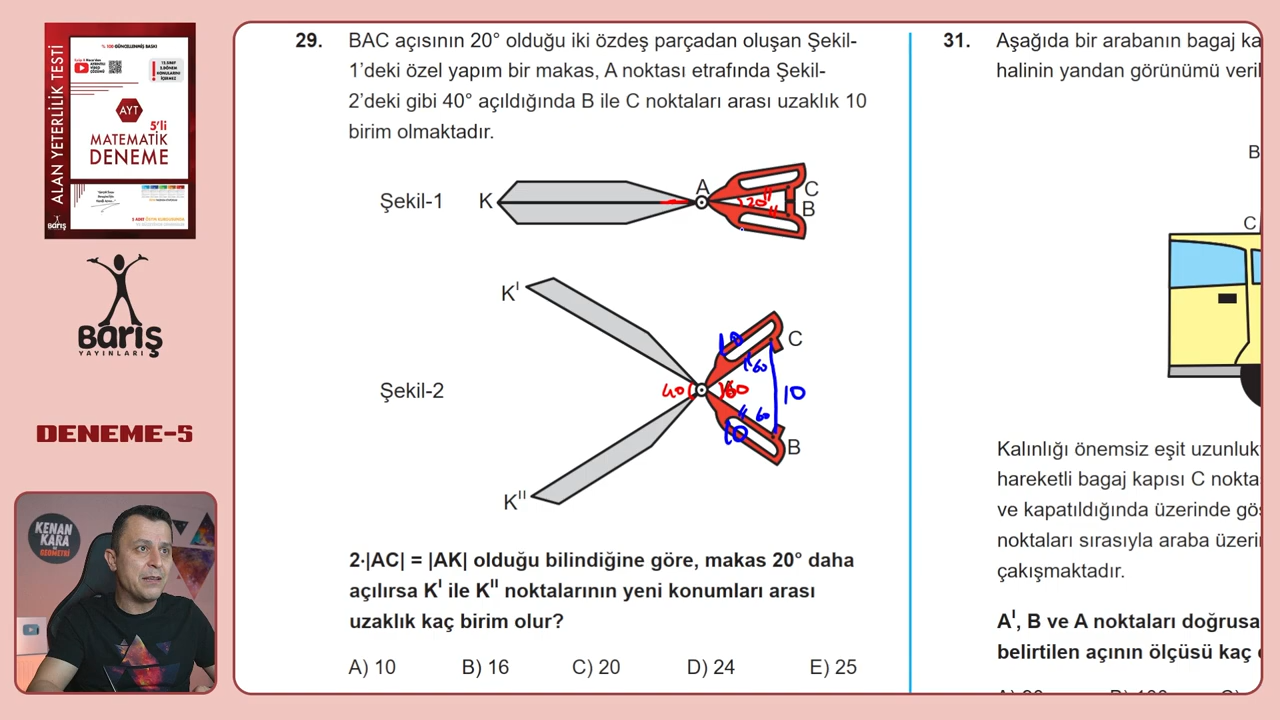 ALAN YETERLİLİK TESTİ
% 100 GÜNCELLENMİŞ BASKI
AYT
5'li
MATEMATİK
DENEME
BARIŞ
BARIŞ
YAYINLARI
DENEME-5
KENAN
KARA
GEOMETRİ
29. BAC açısının 20° olduğu iki özdeş parçadan oluşan Şekil-
1'deki özel yapım bir makas, A noktası etrafında Şekil-
2'deki gibi 40° açıldığında B ile C noktaları arası uzaklık 10
birim olmaktadır.
Şekil-1
K
A
C
B
20
Şekil-2
K'
K''
C
B
40
60
10
60
60
10
10
2·|AC| = |AK| olduğu bilindiğine göre, makas 20° daha
açılırsa K' ile K'' noktalarının yeni konumları arası
uzaklık kaç birim olur?
A) 10 B) 16 C) 20 D) 24 E) 25
31. Aşağıda bir arabanın bagaj ka
halinin yandan görünümü veril
B
C
Kalınlığı önemsiz eşit uzunluk
hareketli bagaj kapısı C nokta
ve kapatıldığında üzerinde gös
noktaları sırasıyla araba üzeri
çakışmaktadır.
A', B ve A noktaları doğrusa
belirtilen açının ölçüsü kaç